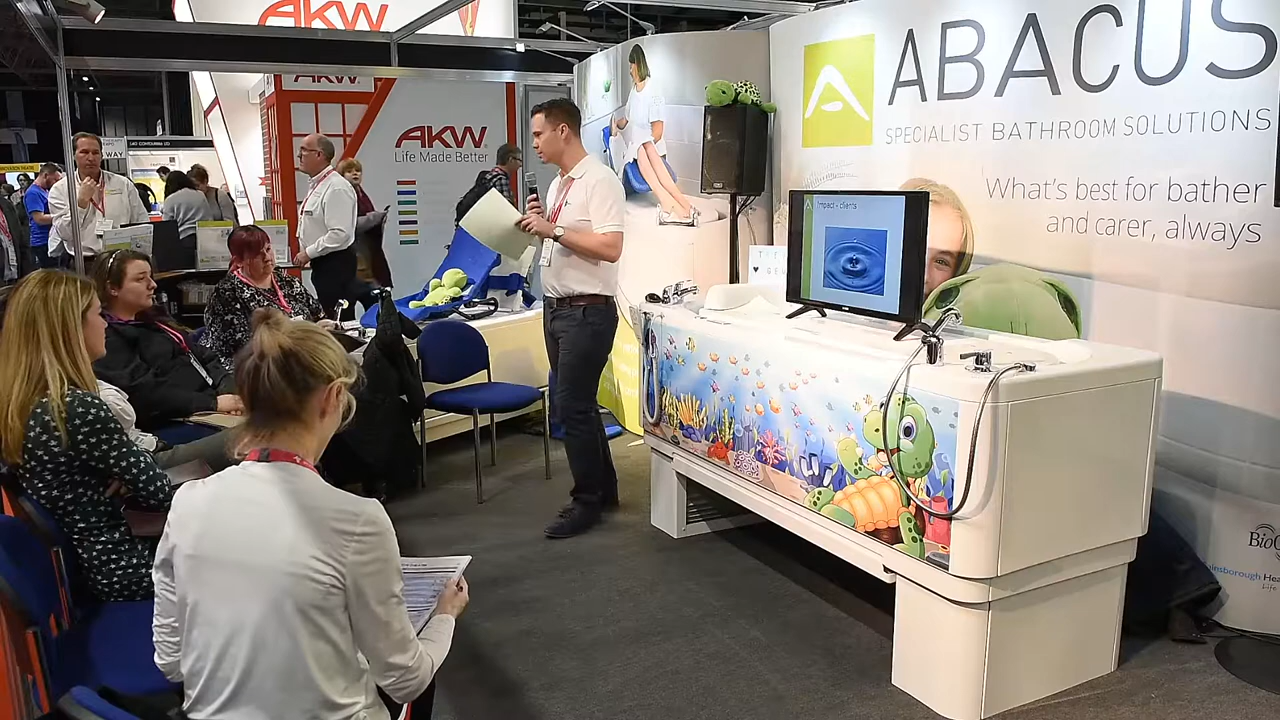 AKW
AKW
AKW
Life Made Better
WAY
ABACUS
SPECIALIST BATHROOM SOLUTIONS
What's best for bather
and carer, always
Impact - clients